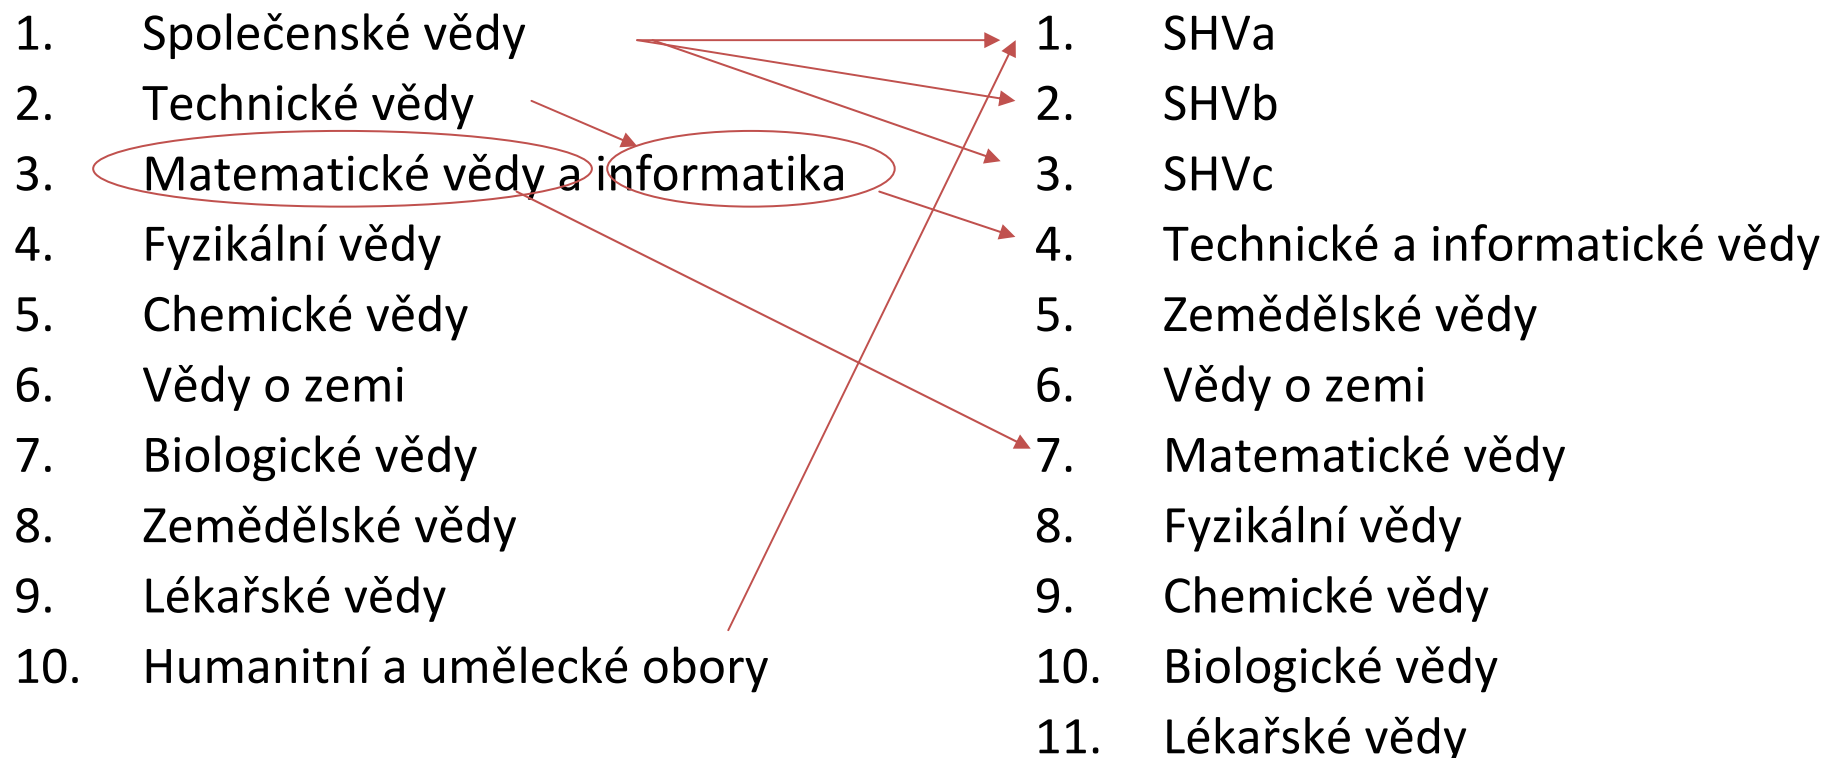 1. Společenské vědy
2. Technické vědy
3. Matematické vědy a informatika
4. Fyzikální vědy
5. Chemické vědy
6. Vědy o zemi
7. Biologické vědy
8. Zemědělské vědy
9. Lékařské vědy
10. Humanitní a umělecké obory
1. SHVa
2. SHVb
3. SHVc
4. Technické a informatické vědy
5. Zemědělské vědy
6. Vědy o zemi
7. Matematické vědy
8. Fyzikální vědy
9. Chemické vědy
10. Biologické vědy
11. Lékařské vědy